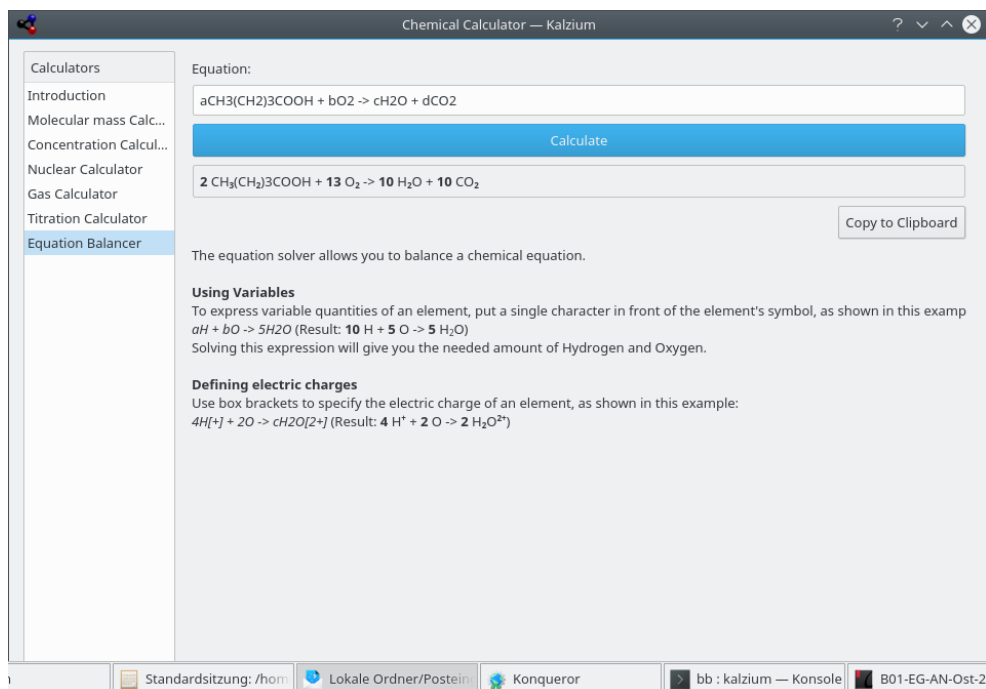 Chemical Calculator — Kalzium
Calculators
Introduction
Molecular mass Calc...
Concentration Calcul...
Nuclear Calculator
Gas Calculator
Titration Calculator
Equation Balancer
Equation:
aCH3(CH2)3COOH + bO2 -> cH2O + dCO2
Calculate
2 CH₃(CH₂)3COOH + 13 O₂ -> 10 H₂O + 10 CO₂
Copy to Clipboard
The equation solver allows you to balance a chemical equation.
Using Variables
To express variable quantities of an element, put a single character in front of the element's symbol, as shown in this examp
aH + bO -> 5H2O (Result: 10 H + 5 O -> 5 H₂O)
Solving this expression will give you the needed amount of Hydrogen and Oxygen.
Defining electric charges
Use box brackets to specify the electric charge of an element, as shown in this example:
4H[+] + 2O -> cH2O[2+] (Result: 4 H⁺ + 2 O -> 2 H₂O²⁺)
Standardsitzung: /hom
Lokale Ordner/Postein
Konqueror
bb : kalzium — Konsole
B01-EG-AN-Ost-2